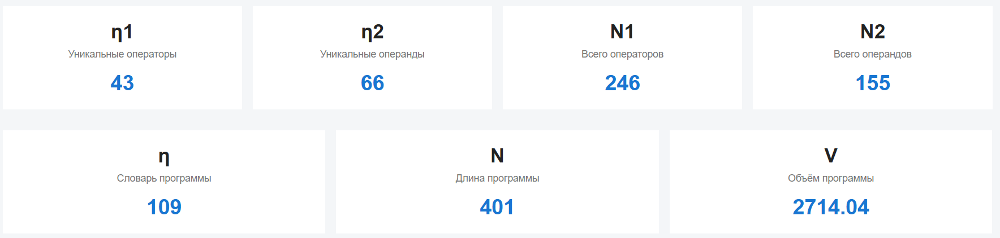 η1
Уникальные операторы
43
η2
Уникальные операнды
66
N1
Всего операторов
246
N2
Всего операндов
155
η
Словарь программы
109
N
Длина программы
401
V
Объём программы
2714.04